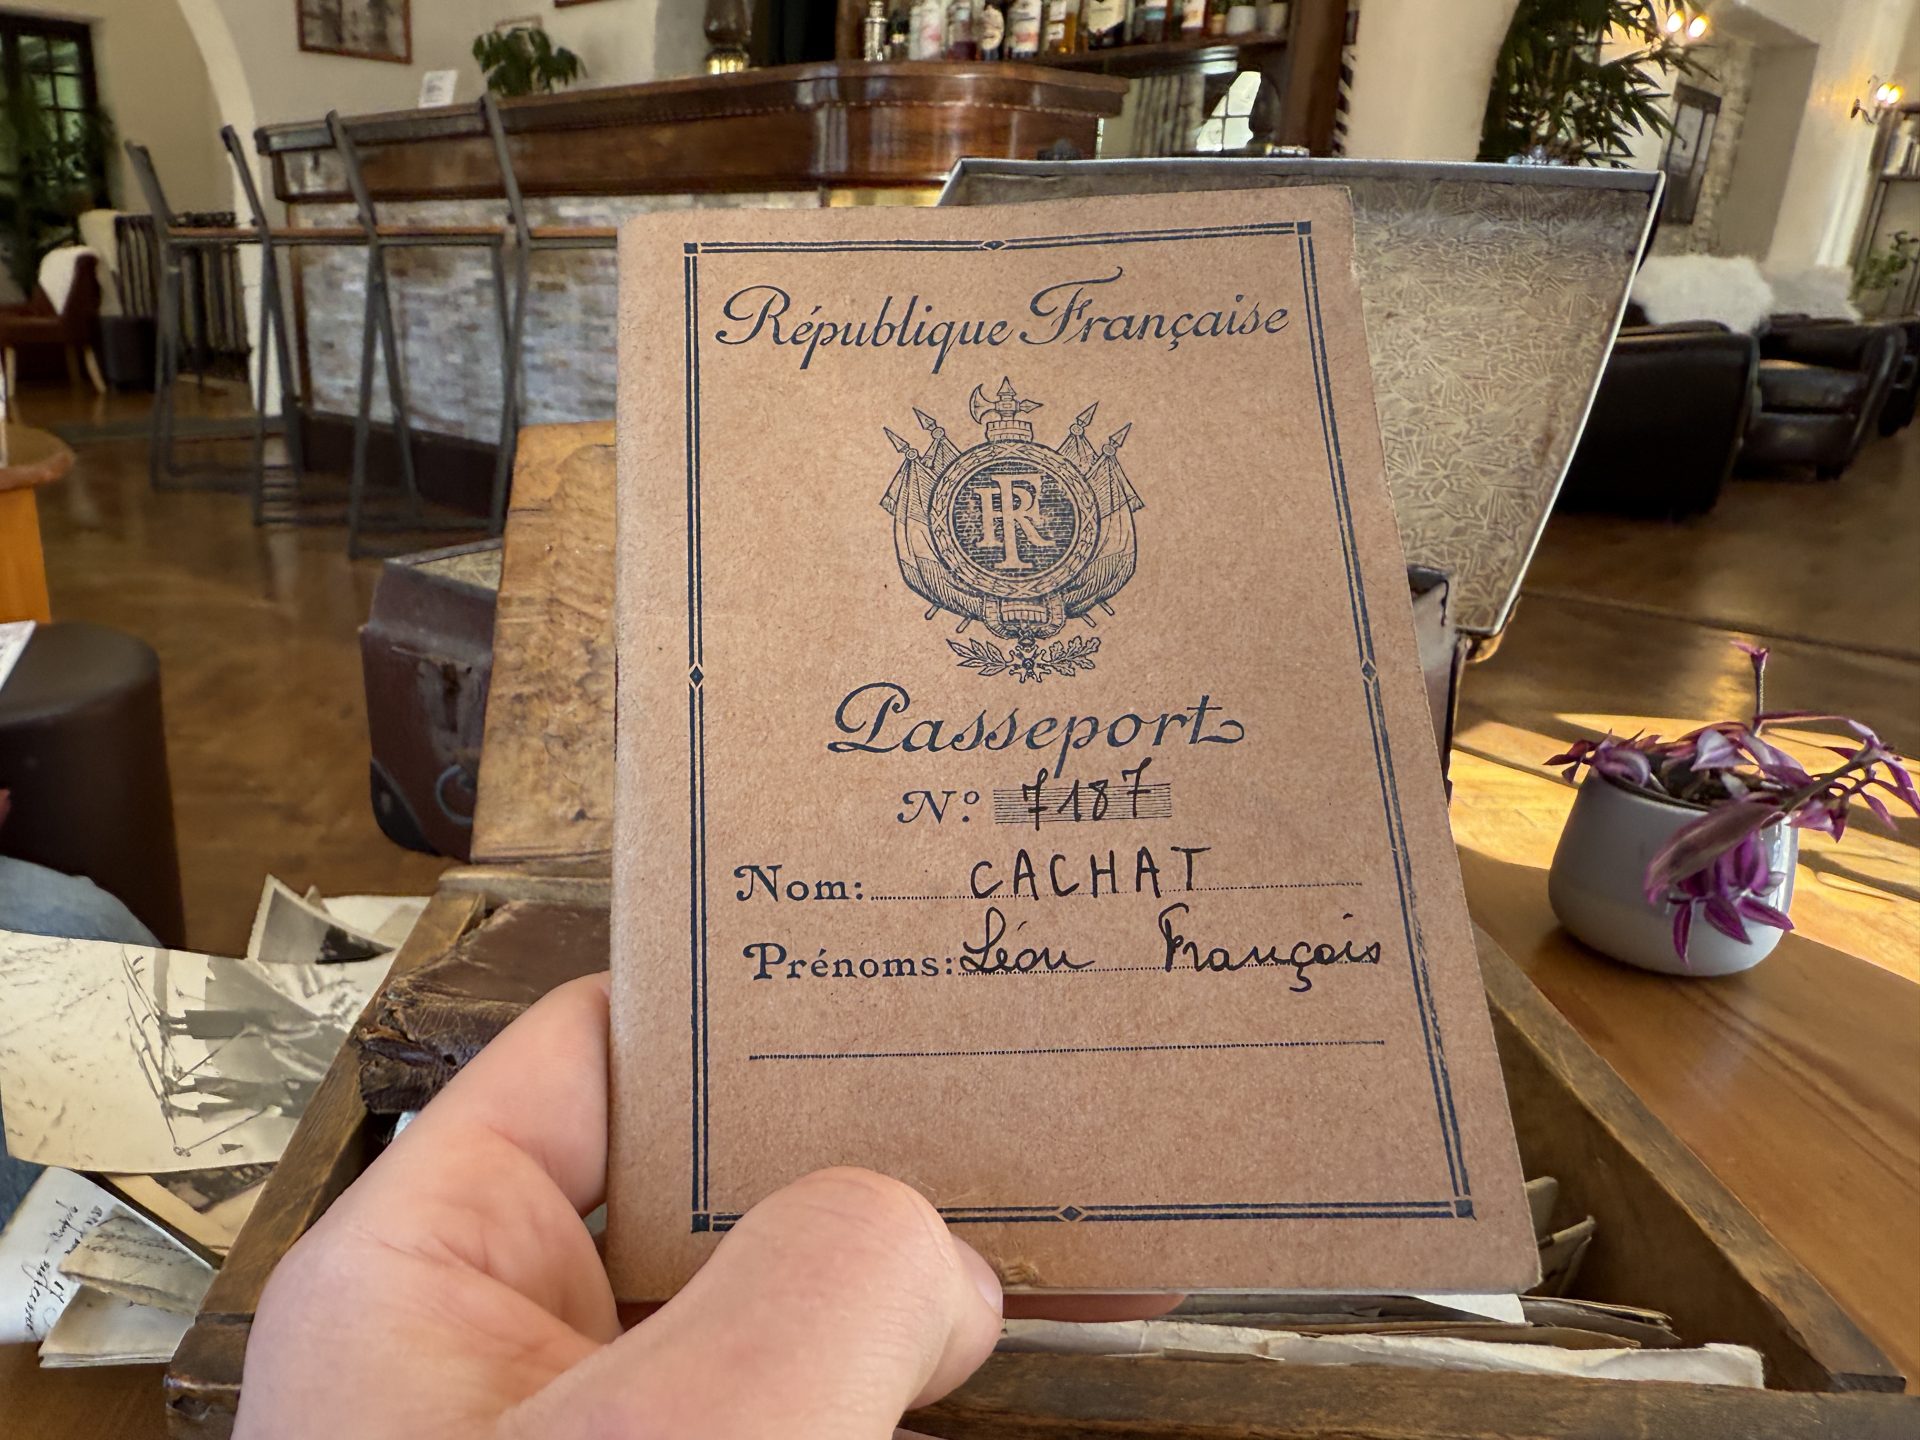 République Française
RF
Passeport
N° 7187
Nom: CACHAT
Prénoms: Léon François